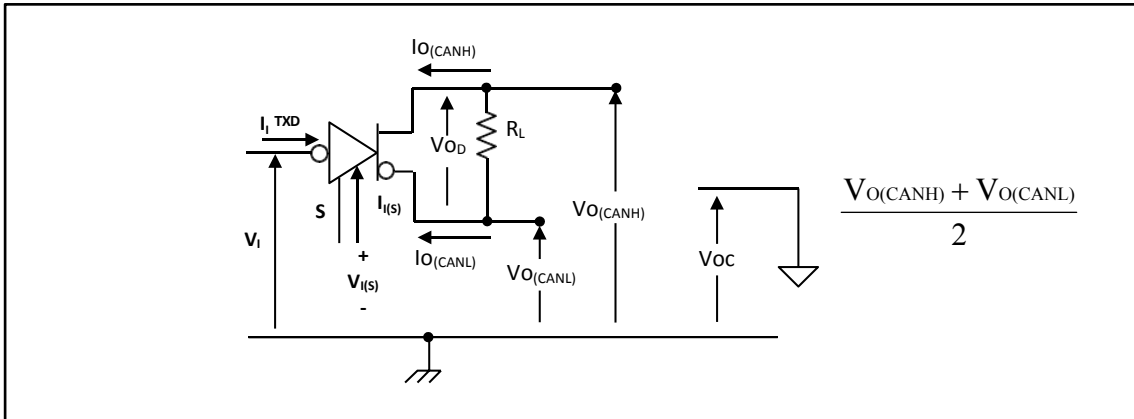 Io(CANH)
II TXD
VOD
RL
S
II(S)
VI
Io(CANL)
+
VI(S)
-
Vo(CANL)
Vo(CANH)
Voc
VO(CANH) + VO(CANL)
2